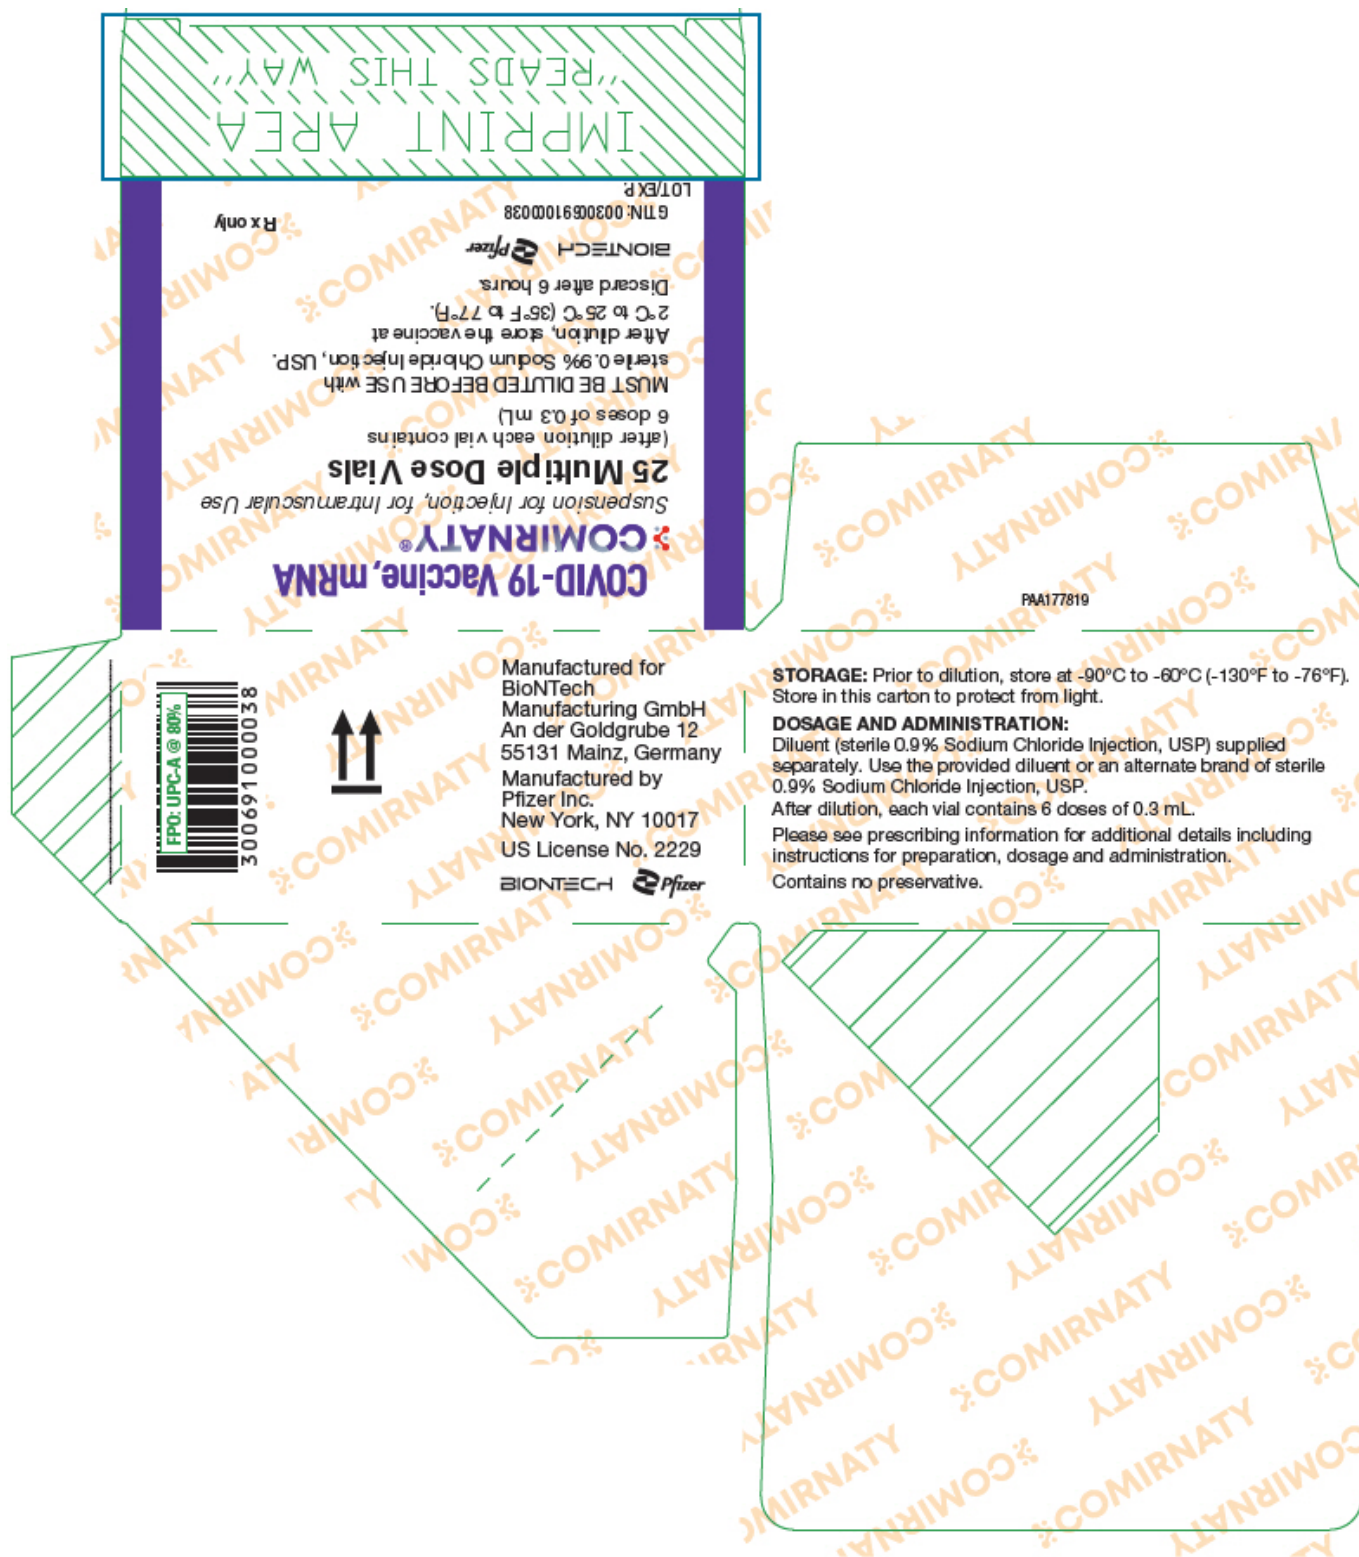 IMPRINT AREA
"READS THIS WAY"
COVID-19 Vaccine, mRNA
COMIRNATY®
Suspension for Injection, for Intramuscular Use
25 Multiple Dose Vials
(after dilution each vial contains
6 doses of 0.3 mL)
MUST BE DILUTED BEFORE USE with
sterile 0.9% Sodium Chloride Injection, USP.
After dilution, store the vaccine at
2°C to 25°C (35°F to 77°F).
Discard after 6 hours.
BIONTECH Pfizer
GTIN: 00300691000038
Rx only
LOT/EXP.
FPO: UPC-A @ 80%
300691000038
Manufactured for
BioNTech
Manufacturing GmbH
An der Goldgrube 12
55131 Mainz, Germany
Manufactured by
Pfizer Inc.
New York, NY 10017
US License No. 2229
BIONTECH Pfizer
PAA177819
STORAGE: Prior to dilution, store at -90°C to -60°C (-130°F to -76°F).
Store in this carton to protect from light.
DOSAGE AND ADMINISTRATION:
Diluent (sterile 0.9% Sodium Chloride Injection, USP) supplied
separately. Use the provided diluent or an alternate brand of sterile
0.9% Sodium Chloride Injection, USP.
After dilution, each vial contains 6 doses of 0.3 mL.
Please see prescribing information for additional details including
instructions for preparation, dosage and administration.
Contains no preservative.
COMIRNATY